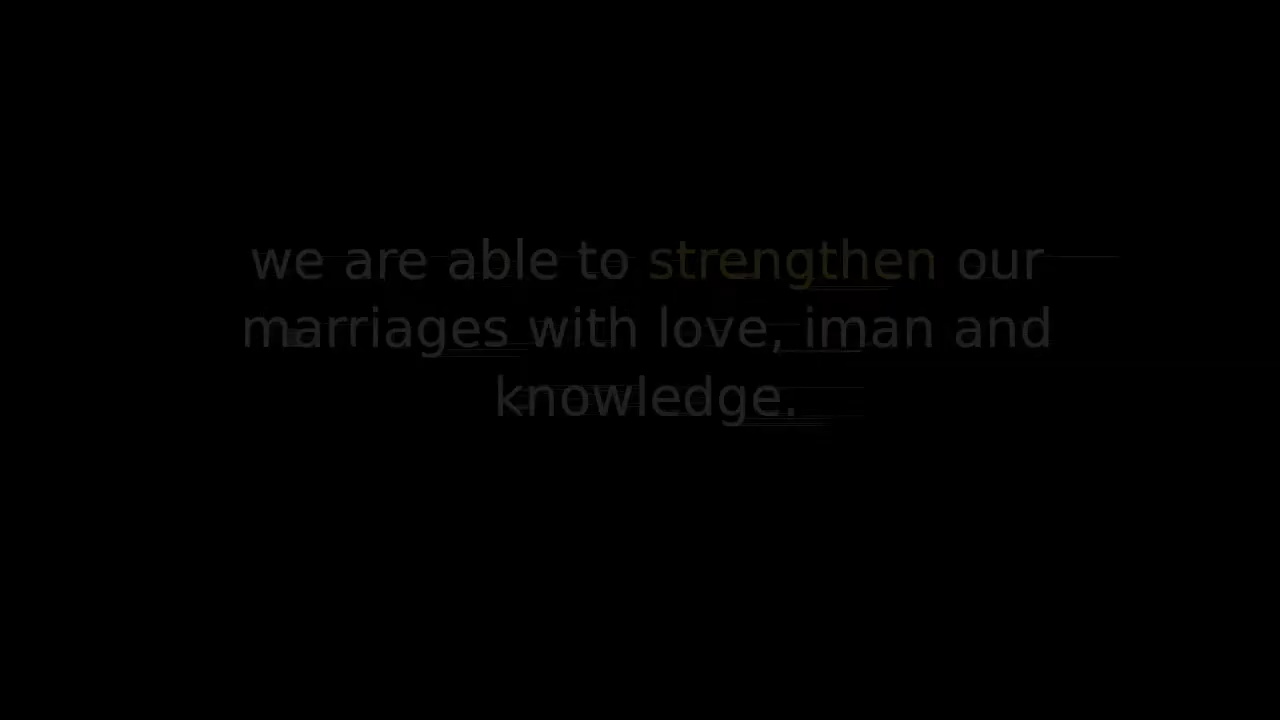 we are able to strengthen our
marriages with love, iman and
knowledge.